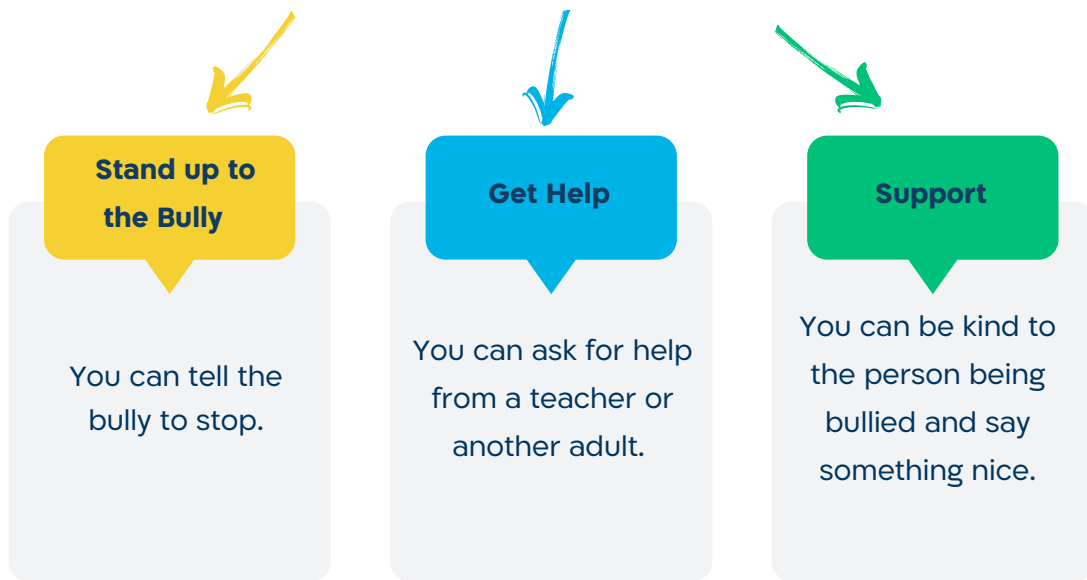 Stand up to
the Bully
You can tell the
bully to stop.
Get Help
You can ask for help
from a teacher or
another adult.
Support
You can be kind to
the person being
bullied and say
something nice.